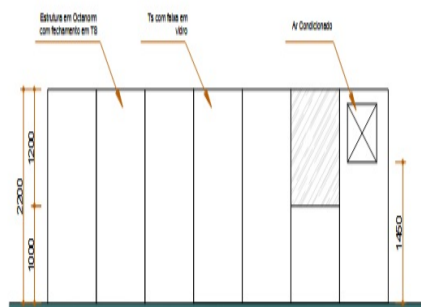 Estrutura em Octanorm
com fechamento em TS
Ts com faixa em
vidro
Ar Condicionado
2200
1200
1000
1450